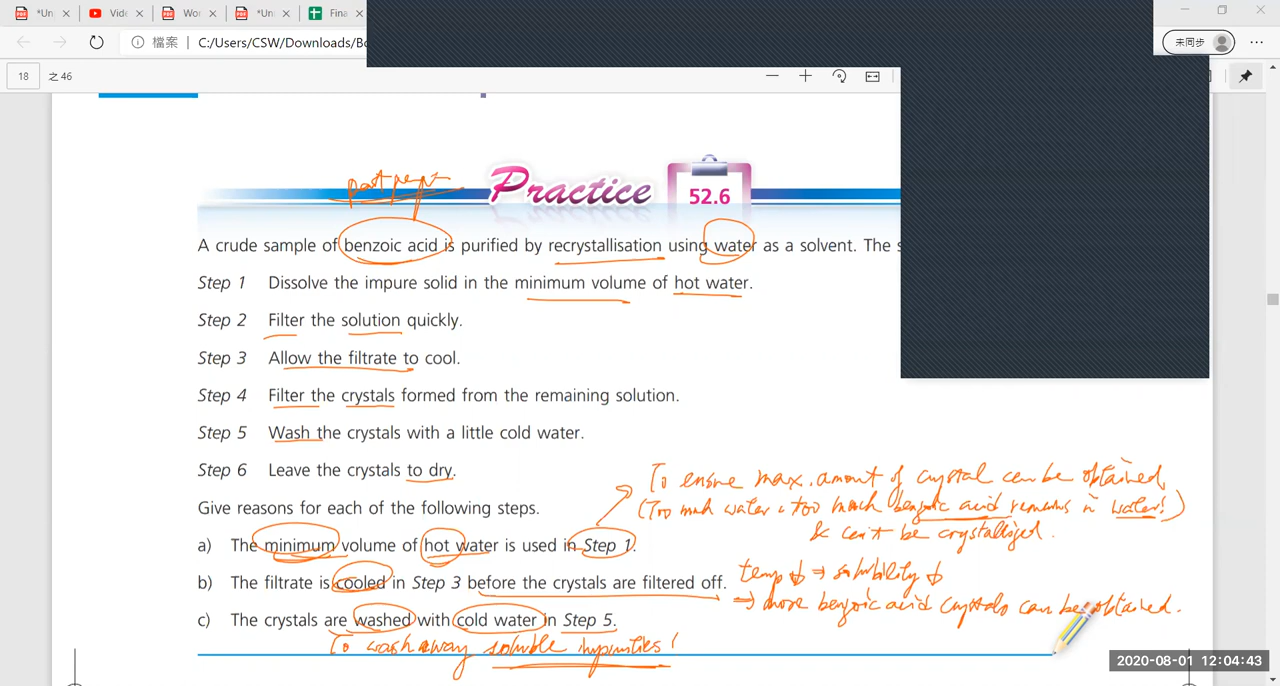 *Un
Vide
Wor
*Un
Fina
檔案
C:/Users/CSW/Downloads/Bo
未同步
18 之 46
past paper
Practice 52.6
A crude sample of benzoic acid is purified by recrystallisation using water as a solvent. The s
Step 1 Dissolve the impure solid in the minimum volume of hot water.
Step 2 Filter the solution quickly.
Step 3 Allow the filtrate to cool.
Step 4 Filter the crystals formed from the remaining solution.
Step 5 Wash the crystals with a little cold water.
Step 6 Leave the crystals to dry.
To ensure max. amount of crystal can be obtained.
(Too much water : too much benzoic acid remains in water!)
& can't be crystallized.
Give reasons for each of the following steps.
a) The minimum volume of hot water is used in Step 1.
b) The filtrate is cooled in Step 3 before the crystals are filtered off.
temp ↓ ⇒ solubility ↓
⇒ more benzoic acid crystals can be obtained.
c) The crystals are washed with cold water in Step 5.
To wash away soluble impurities!
2020-08-01 12:04:43